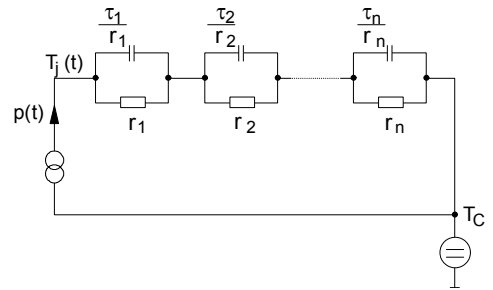 τ1 τ2 τn
r1 r2 rn
Tj (t)
r1 r2 rn
p(t)
TC